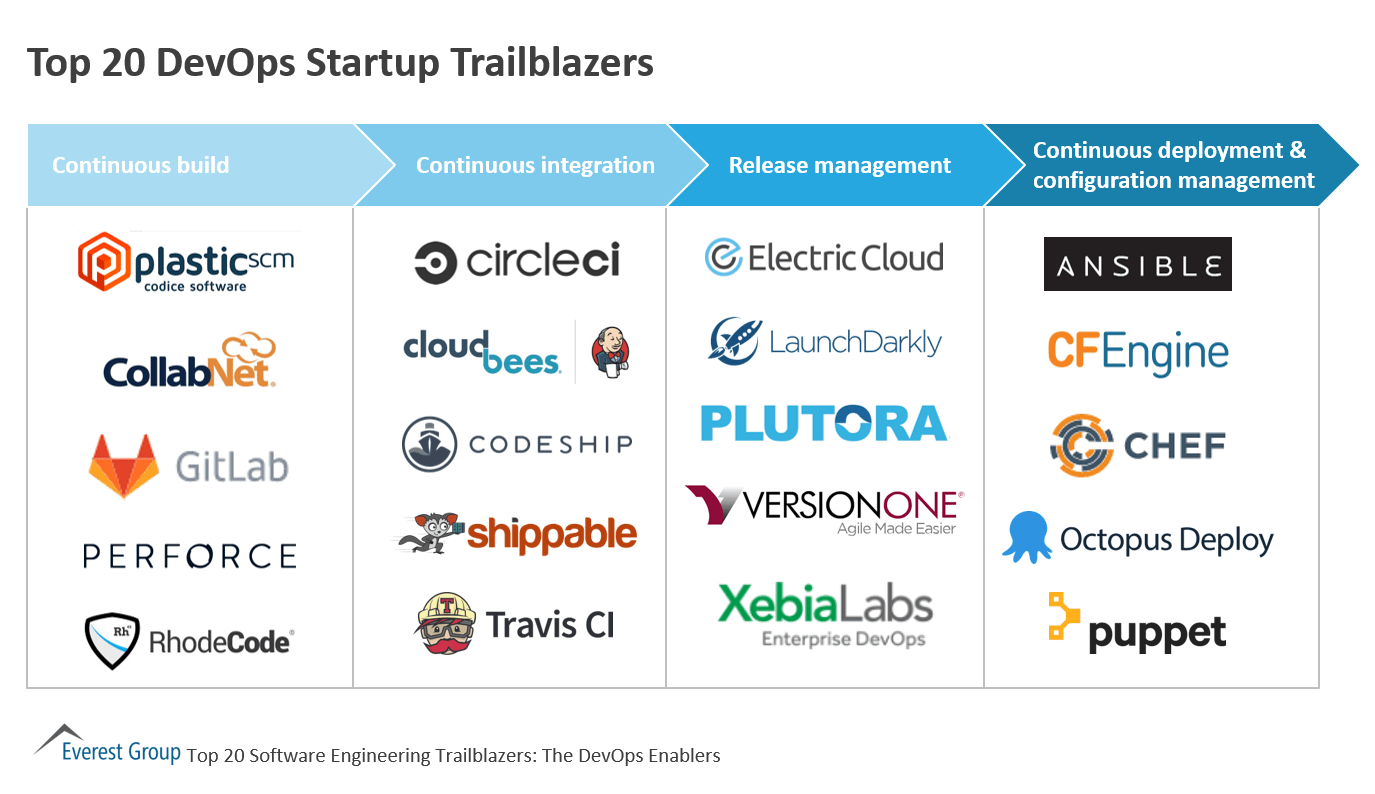 Top 20 DevOps Startup Trailblazers
Continuous build
Continuous integration
Release management
Continuous deployment &
configuration management
plasticscm
codice software
CollabNet®
GitLab
PERFORCE
Rh
RhodeCode®
circleci
cloudbees
CODESHIP
shippable
T
Travis CI
Electric Cloud
LaunchDarkly
PLUTORA
VERSIONONE®
Agile Made Easier
XebiaLabs
Enterprise DevOps
ANSIBLE
CFEngine
CHEF
Octopus Deploy
puppet
Everest Group Top 20 Software Engineering Trailblazers: The DevOps Enablers